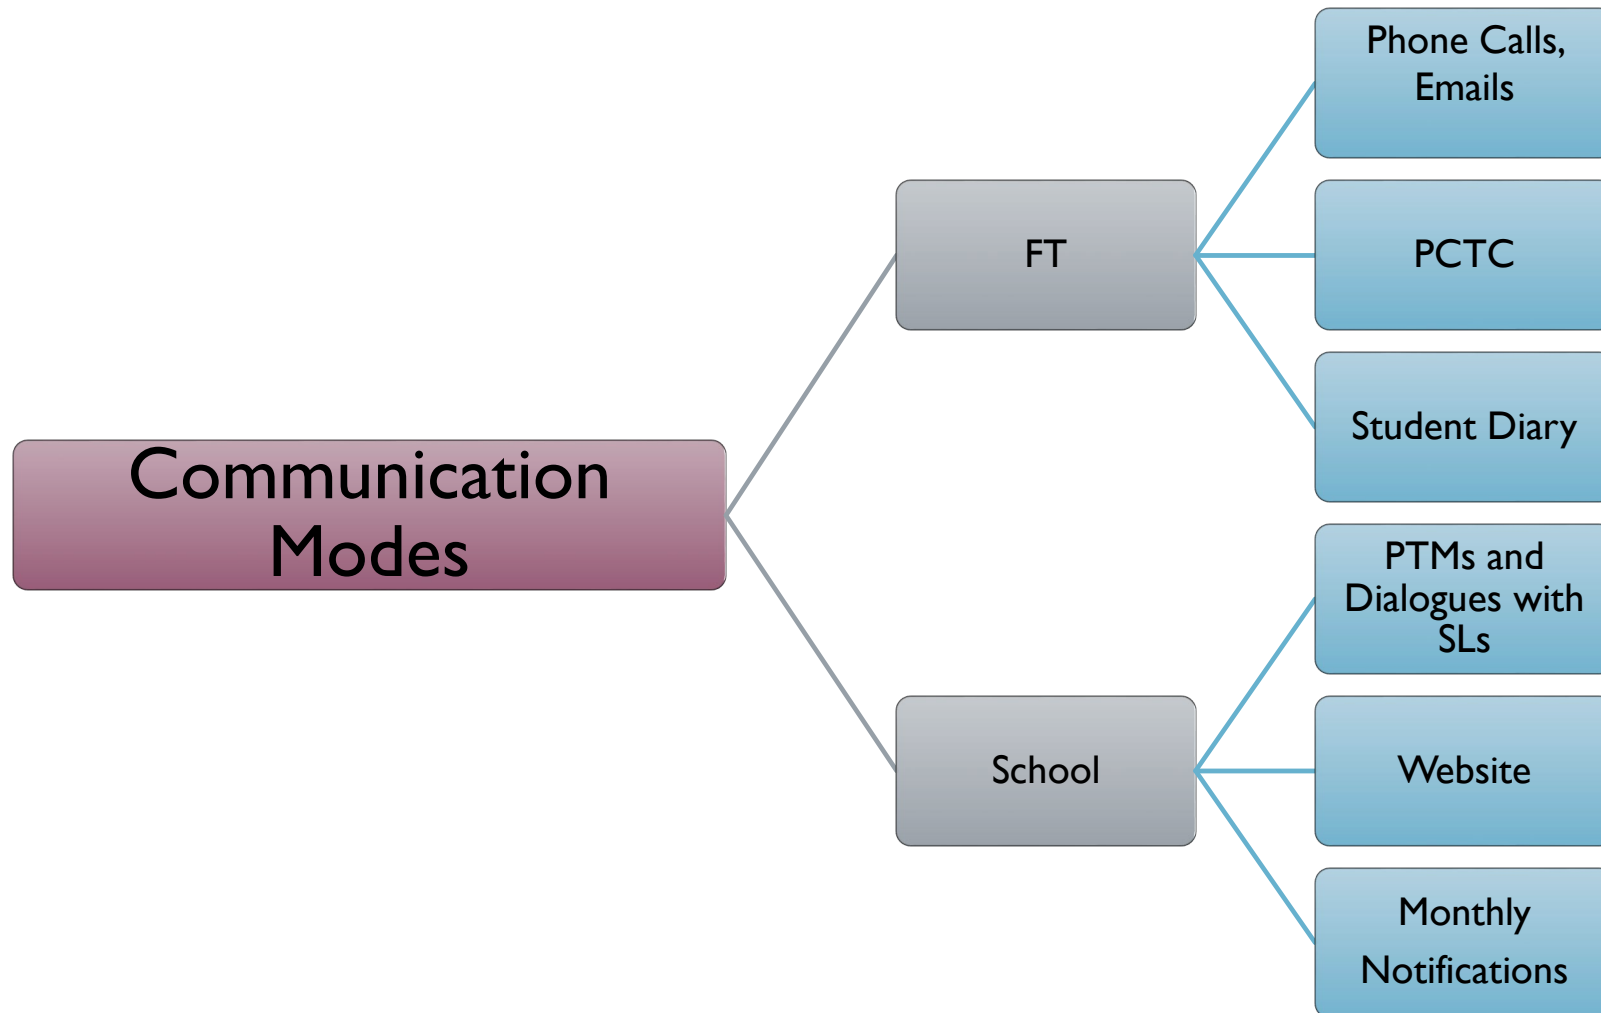 Communication
Modes
FT
Phone Calls,
Emails
PCTC
Student Diary
School
PTMs and
Dialogues with
SLs
Website
Monthly
Notifications